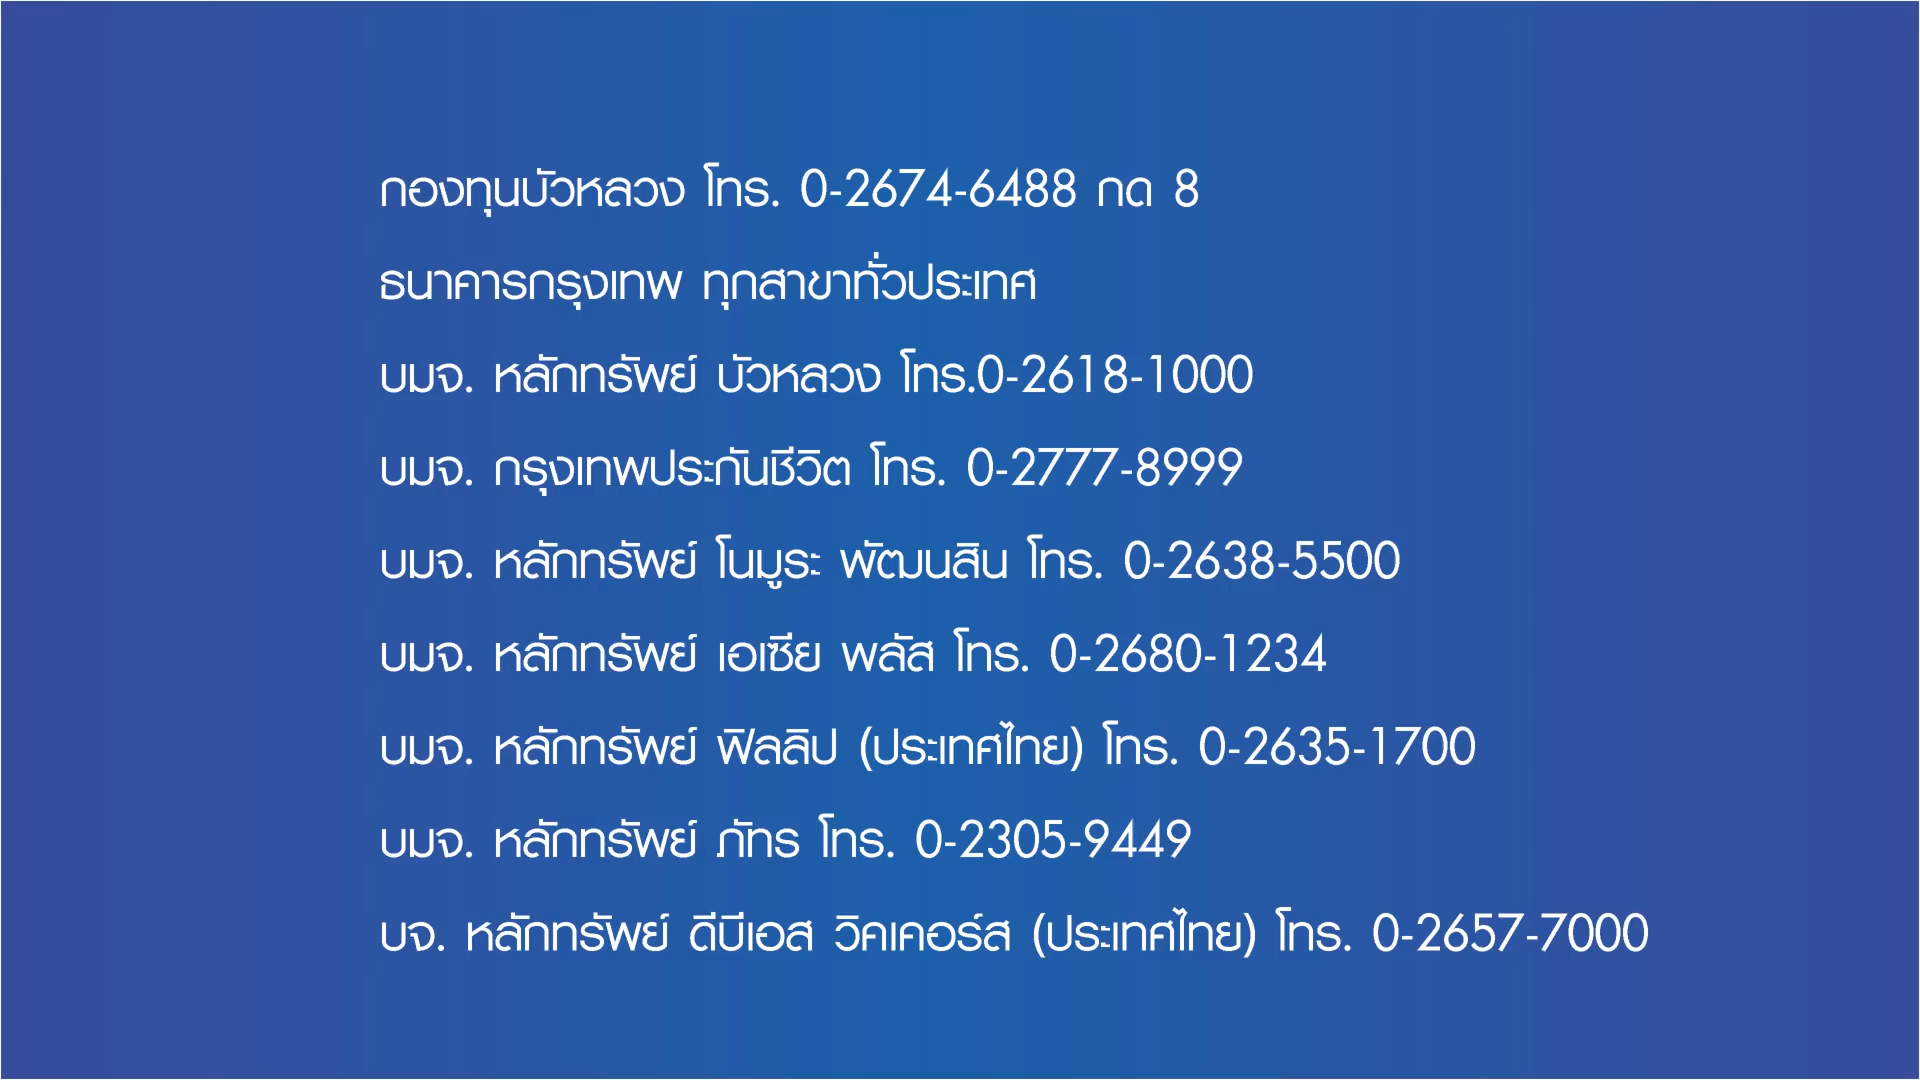 กองทุนบัวหลวง โทร. 0-2674-6488 กด 8
ธนาคารกรุงเทพ ทุกสาขาทั่วประเทศ
บมจ. หลักทรัพย์ บัวหลวง โทร.0-2618-1000
บมจ. กรุงเทพประกันชีวิต โทร. 0-2777-8999
บมจ. หลักทรัพย์ โนมูระ พัฒนสิน โทร. 0-2638-5500
บมจ. หลักทรัพย์ เอเซีย พลัส โทร. 0-2680-1234
บมจ. หลักทรัพย์ ฟิลลิป (ประเทศไทย) โทร. 0-2635-1700
บมจ. หลักทรัพย์ ภัทร โทร. 0-2305-9449
บจ. หลักทรัพย์ ดีบีเอส วิคเคอร์ส (ประเทศไทย) โทร. 0-2657-7000